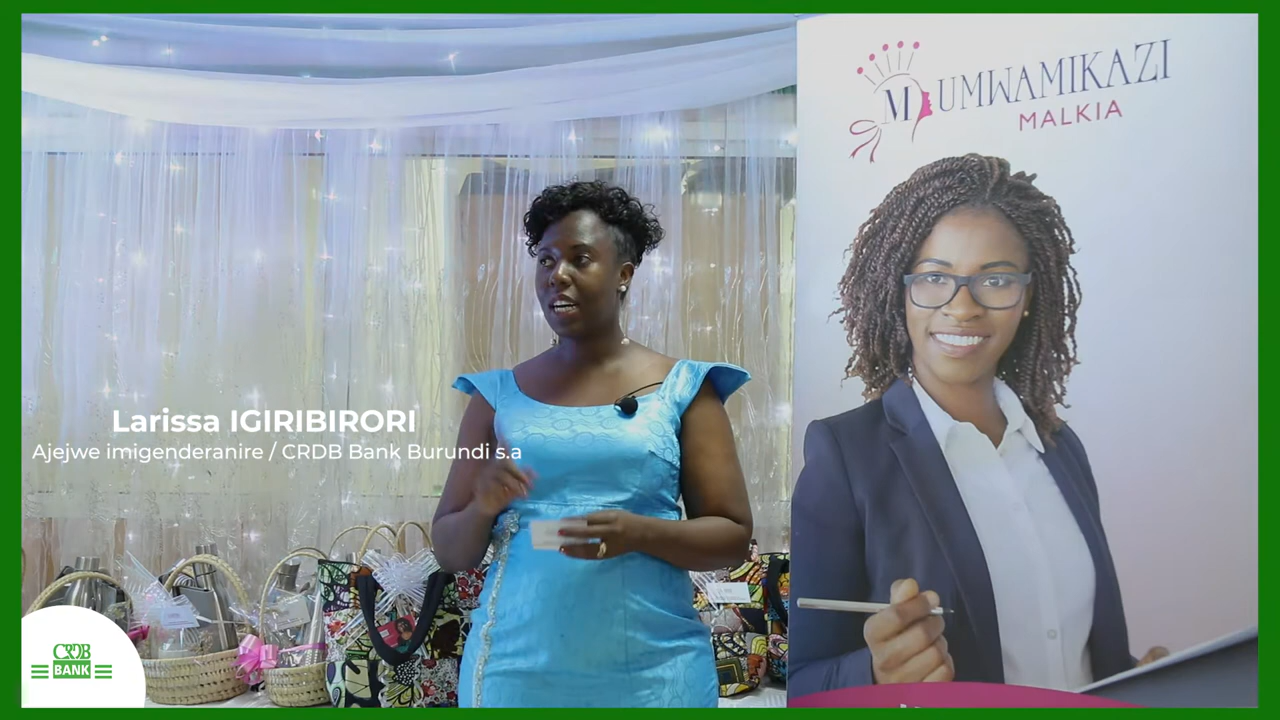 UMWAMIKAZI
MALKIA
Larissa IGIRIBIRORI
Ajejwe imigenderanire / CRDB Bank Burundi s.a
CRDB
BANK